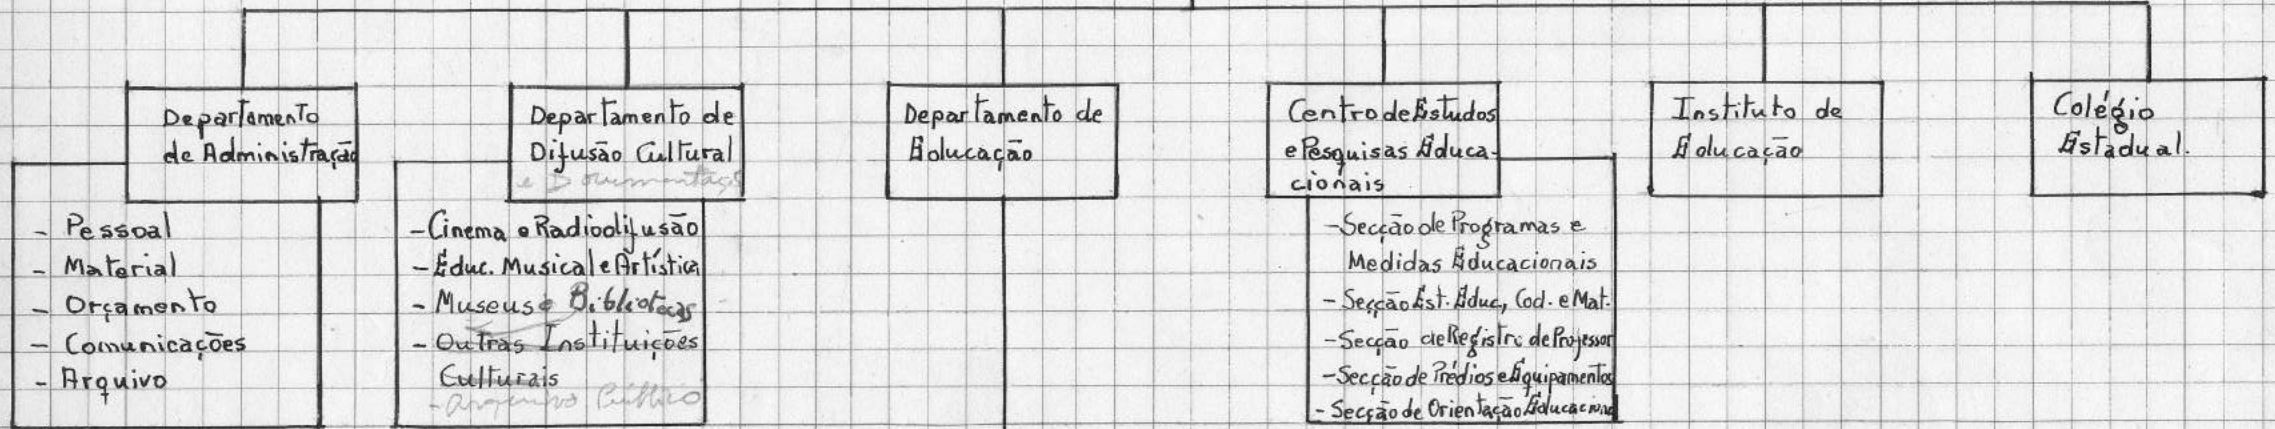 Departamento
de Administração
- Pessoal
- Material
- Orçamento
- Comunicações
- Arquivo
Departamento de
Difusão Cultural
e Documentação
- Cinema e Radiodifusão
- Educ. Musical e Artística
- Museus e Bibliotecas
- Outras Instituições
Culturais
- Arquivo Público
Departamento de
Educação
Centro de Estudos
e Pesquisas Educa-
cionais
- Secção de Programas e
Medidas Educacionais
- Secção Est. Educ, Cod. e Mat.
- Secção de Registro de Professor
- Secção de Prédios e Equipamentos
- Secção de Orientação Educacional
Instituto de
Educação
Colégio
Estadual.